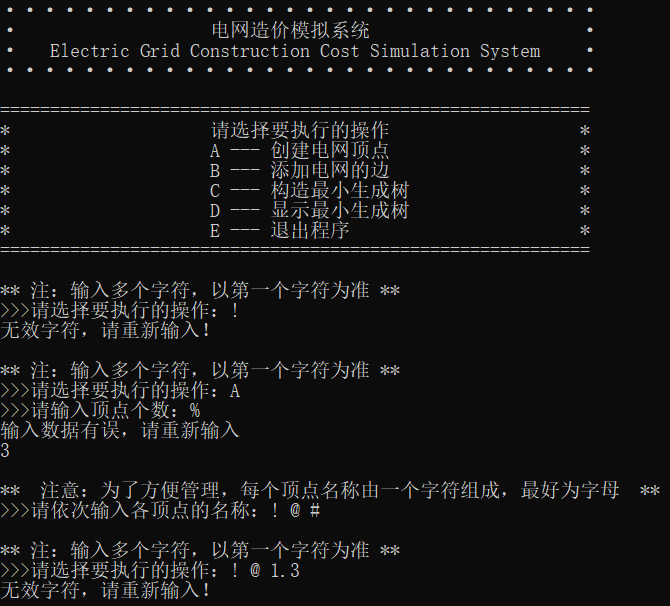 电网造价模拟系统
Electric Grid Construction Cost Simulation System
==========================================================
* 请选择要执行的操作 *
* A --- 创建电网顶点 *
* B --- 添加电网的边 *
* C --- 构造最小生成树 *
* D --- 显示最小生成树 *
* E --- 退出程序 *
==========================================================
** 注: 输入多个字符, 以第一个字符为准 **
>>>请选择要执行的操作: !
无效字符, 请重新输入!
** 注: 输入多个字符, 以第一个字符为准 **
>>>请选择要执行的操作: A
>>>请输入顶点个数: %
输入数据有误, 请重新输入
3
** 注意: 为了方便管理, 每个顶点名称由一个字符组成, 最好为字母 **
>>>请依次输入各顶点的名称: ! @ #
** 注: 输入多个字符, 以第一个字符为准 **
>>>请选择要执行的操作: ! @ 1.3
无效字符, 请重新输入!